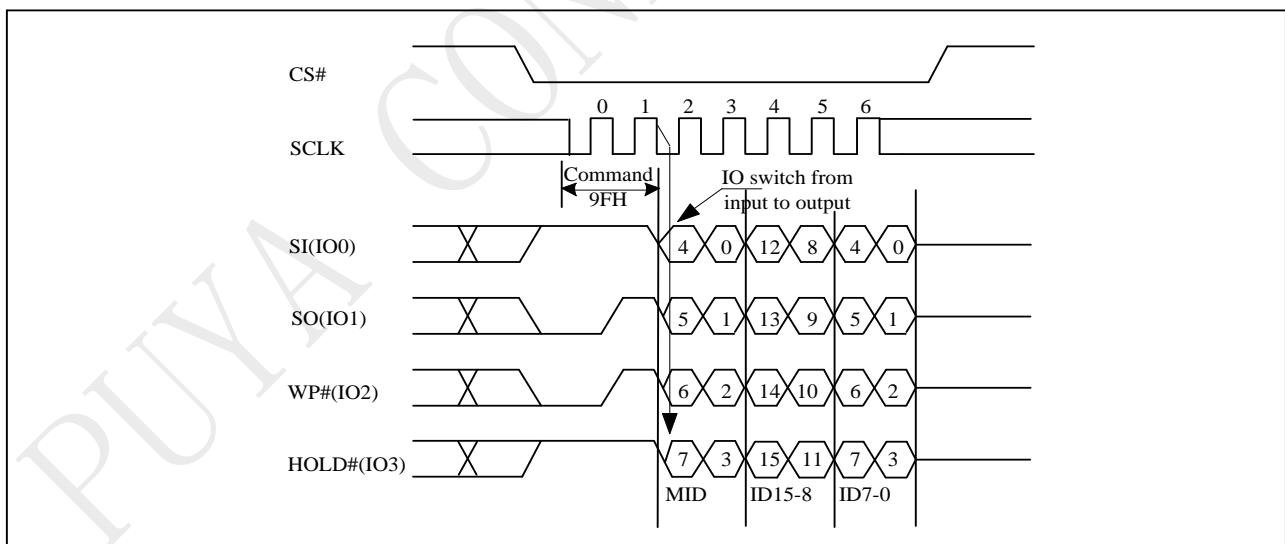 PUYA CON
CS#
0 1 2 3 4 5 6
SCLK
Command
9FH
IO switch from
input to output
SI(IO0)
4 0 12 8 4 0
SO(IO1)
5 1 13 9 5 1
WP#(IO2)
6 2 14 10 6 2
HOLD#(IO3)
7 3 15 11 7 3
MID ID15-8 ID7-0